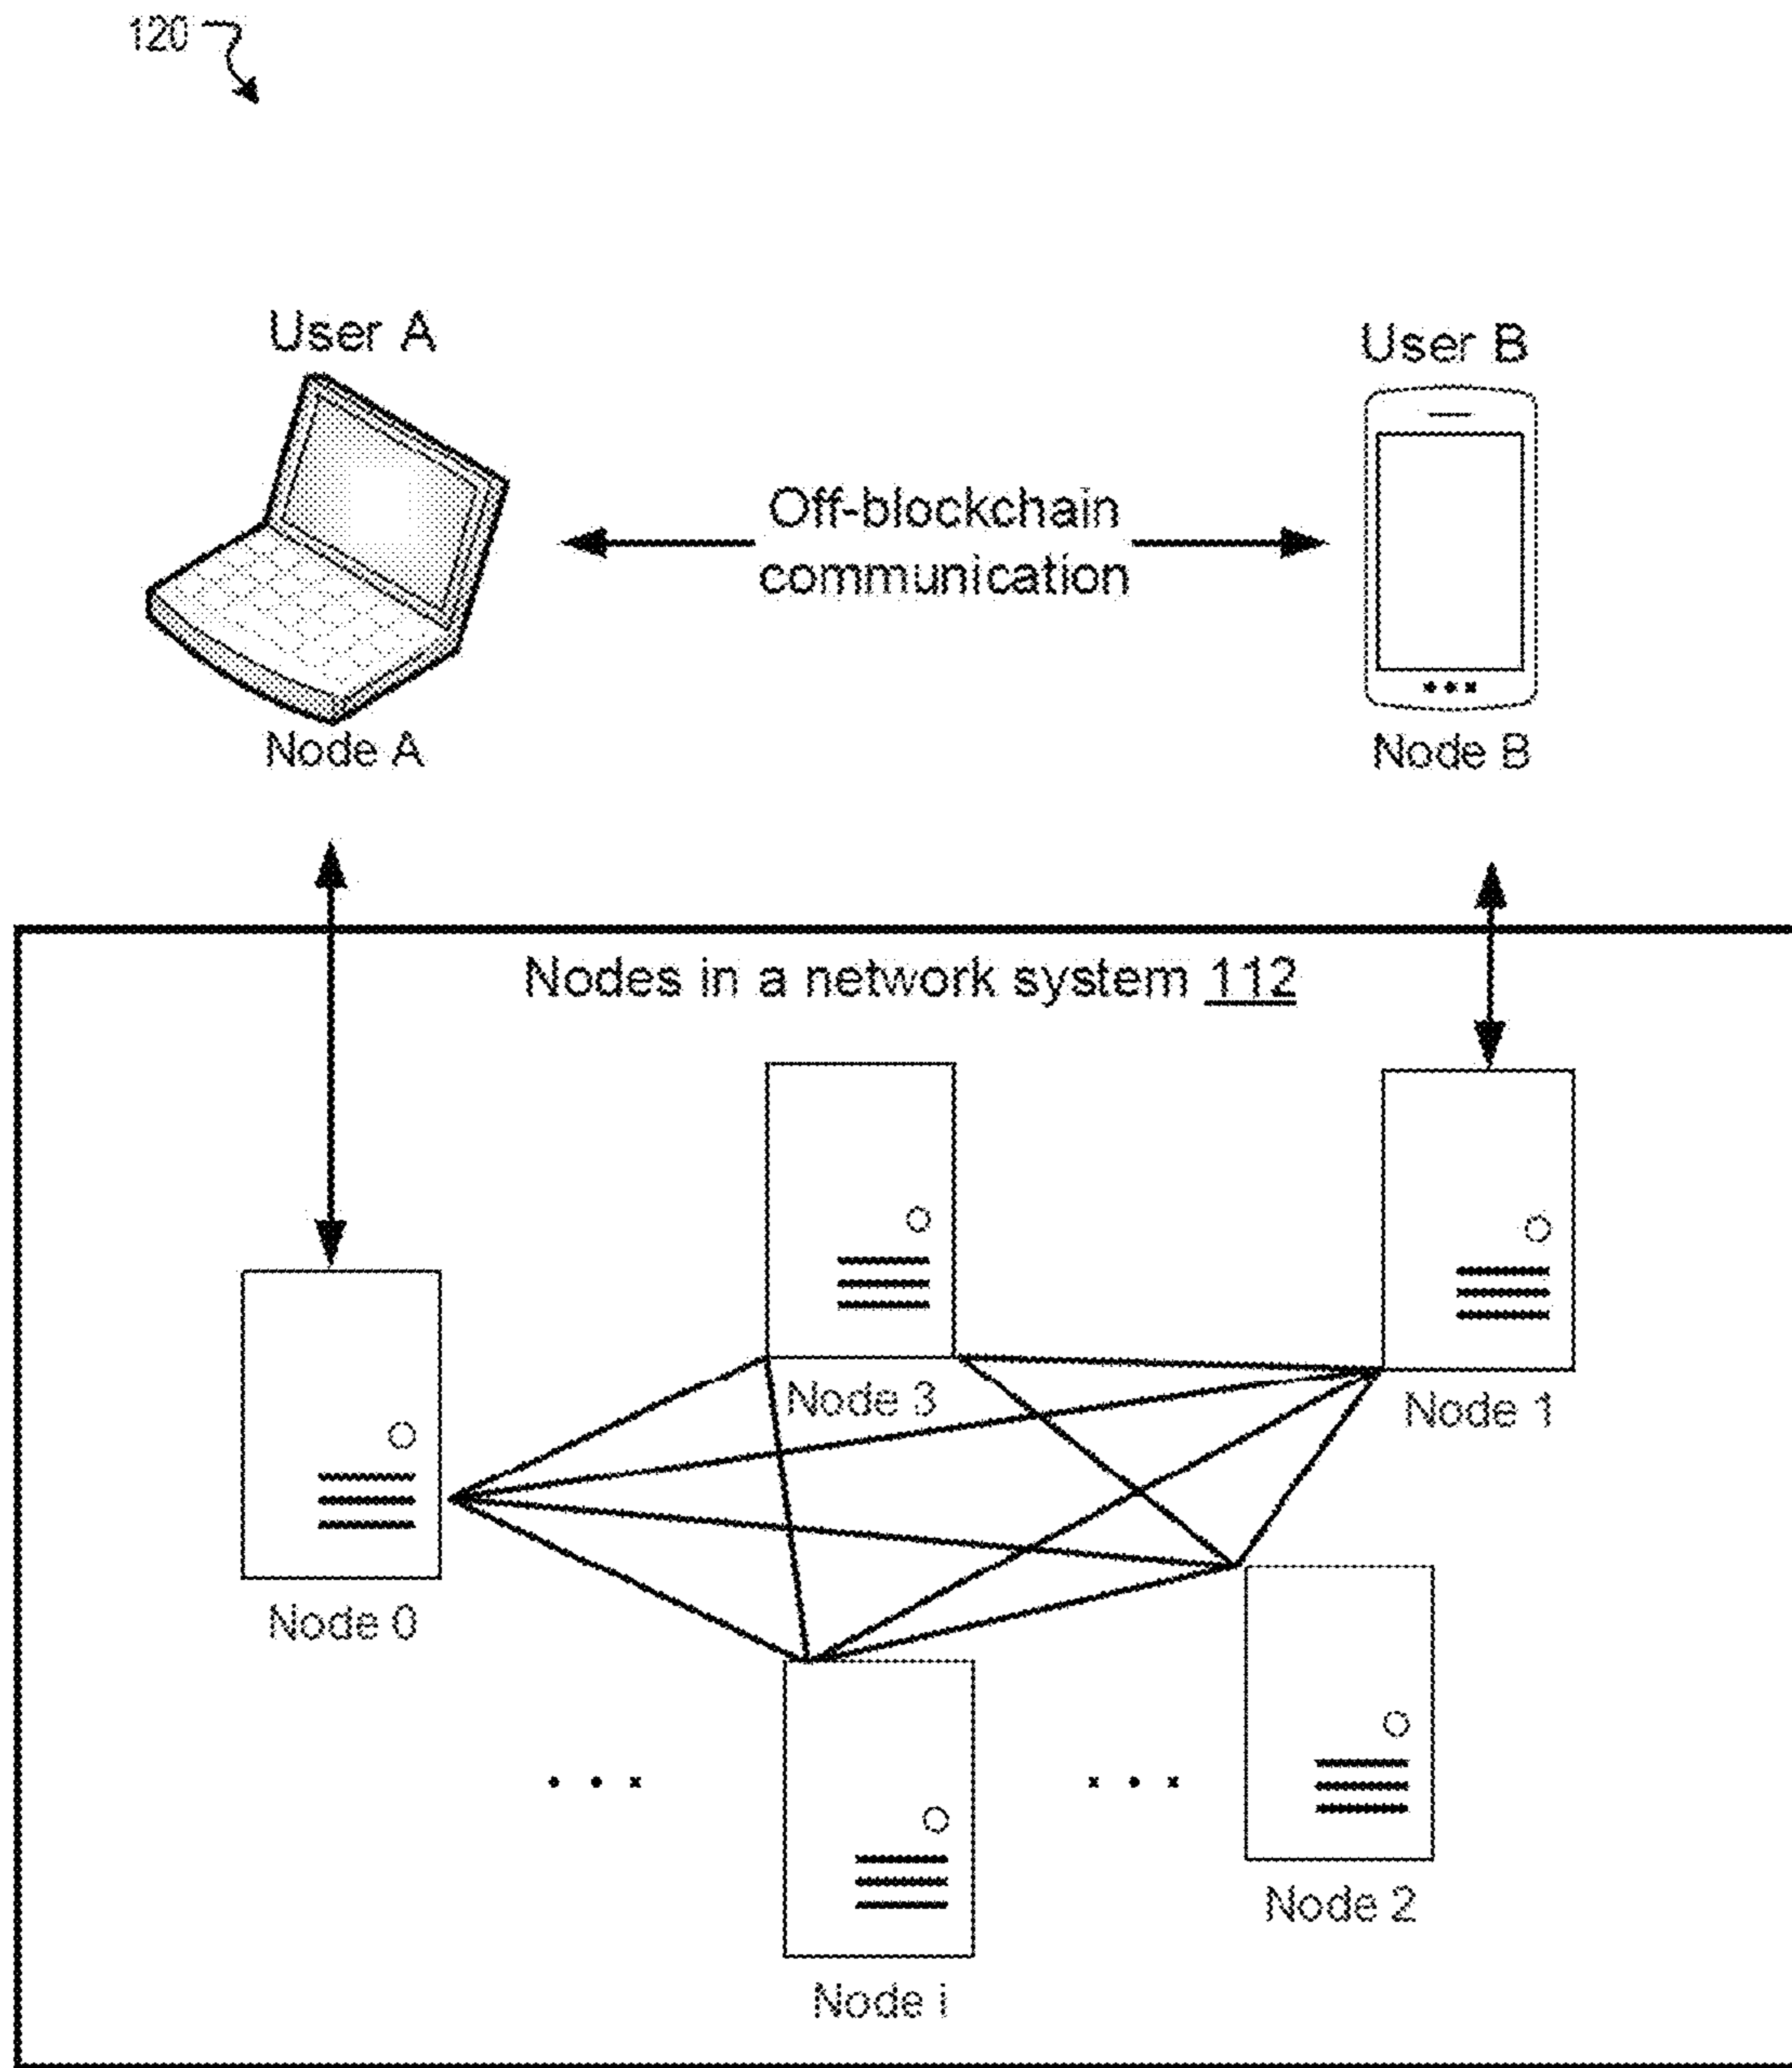 120
User A
User B
Off-blockchain
communication
Node A
Node B
Nodes in a network system 112
Node 3
Node 1
Node 0
Node 2
Node i